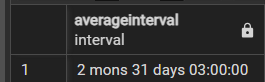 averageinterval
interval
1 2 mons 31 days 03:00:00